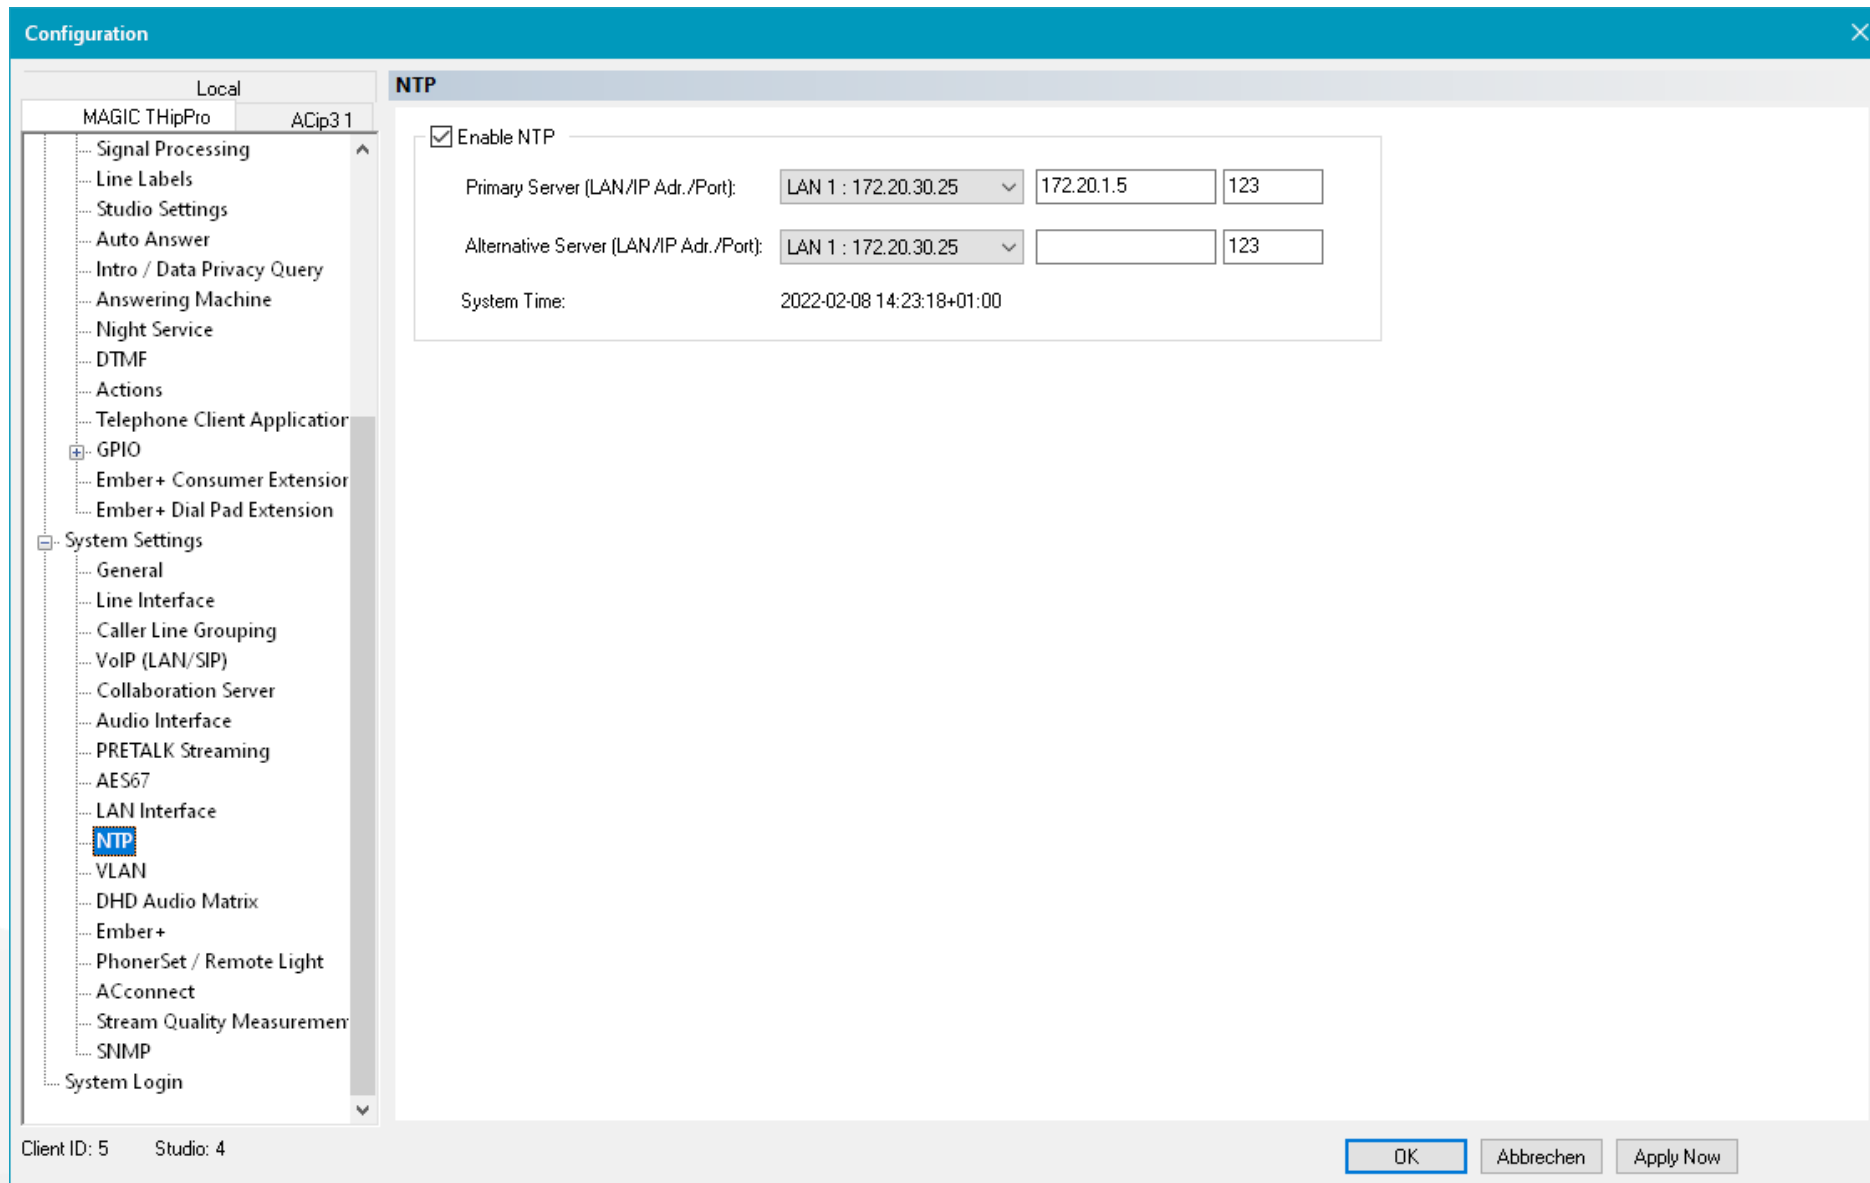 Configuration
Local
MAGIC THipPro
ACip3 1
Signal Processing
Line Labels
Studio Settings
Auto Answer
Intro / Data Privacy Query
Answering Machine
Night Service
DTMF
Actions
Telephone Client Application
GPIO
Ember+ Consumer Extension
Ember+ Dial Pad Extension
System Settings
General
Line Interface
Caller Line Grouping
VoIP (LAN/SIP)
Collaboration Server
Audio Interface
PRETALK Streaming
AES67
LAN Interface
NTP
VLAN
DHD Audio Matrix
Ember+
PhonerSet / Remote Light
ACconnect
Stream Quality Measuremen
SNMP
System Login
NTP
Enable NTP
Primary Server (LAN/IP Adr./Port): LAN 1 : 172.20.30.25 172.20.1.5 123
Alternative Server (LAN/IP Adr./Port): LAN 1 : 172.20.30.25 123
System Time: 2022-02-08 14:23:18+01:00
Client ID: 5 Studio: 4
OK Abbrechen Apply Now